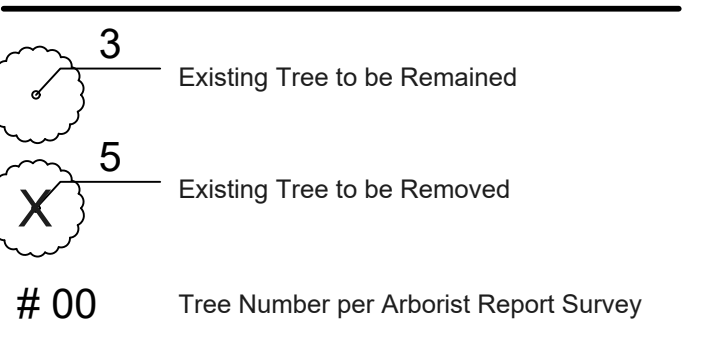 3
Existing Tree to be Remained
5
X
Existing Tree to be Removed
# 00 Tree Number per Arborist Report Survey